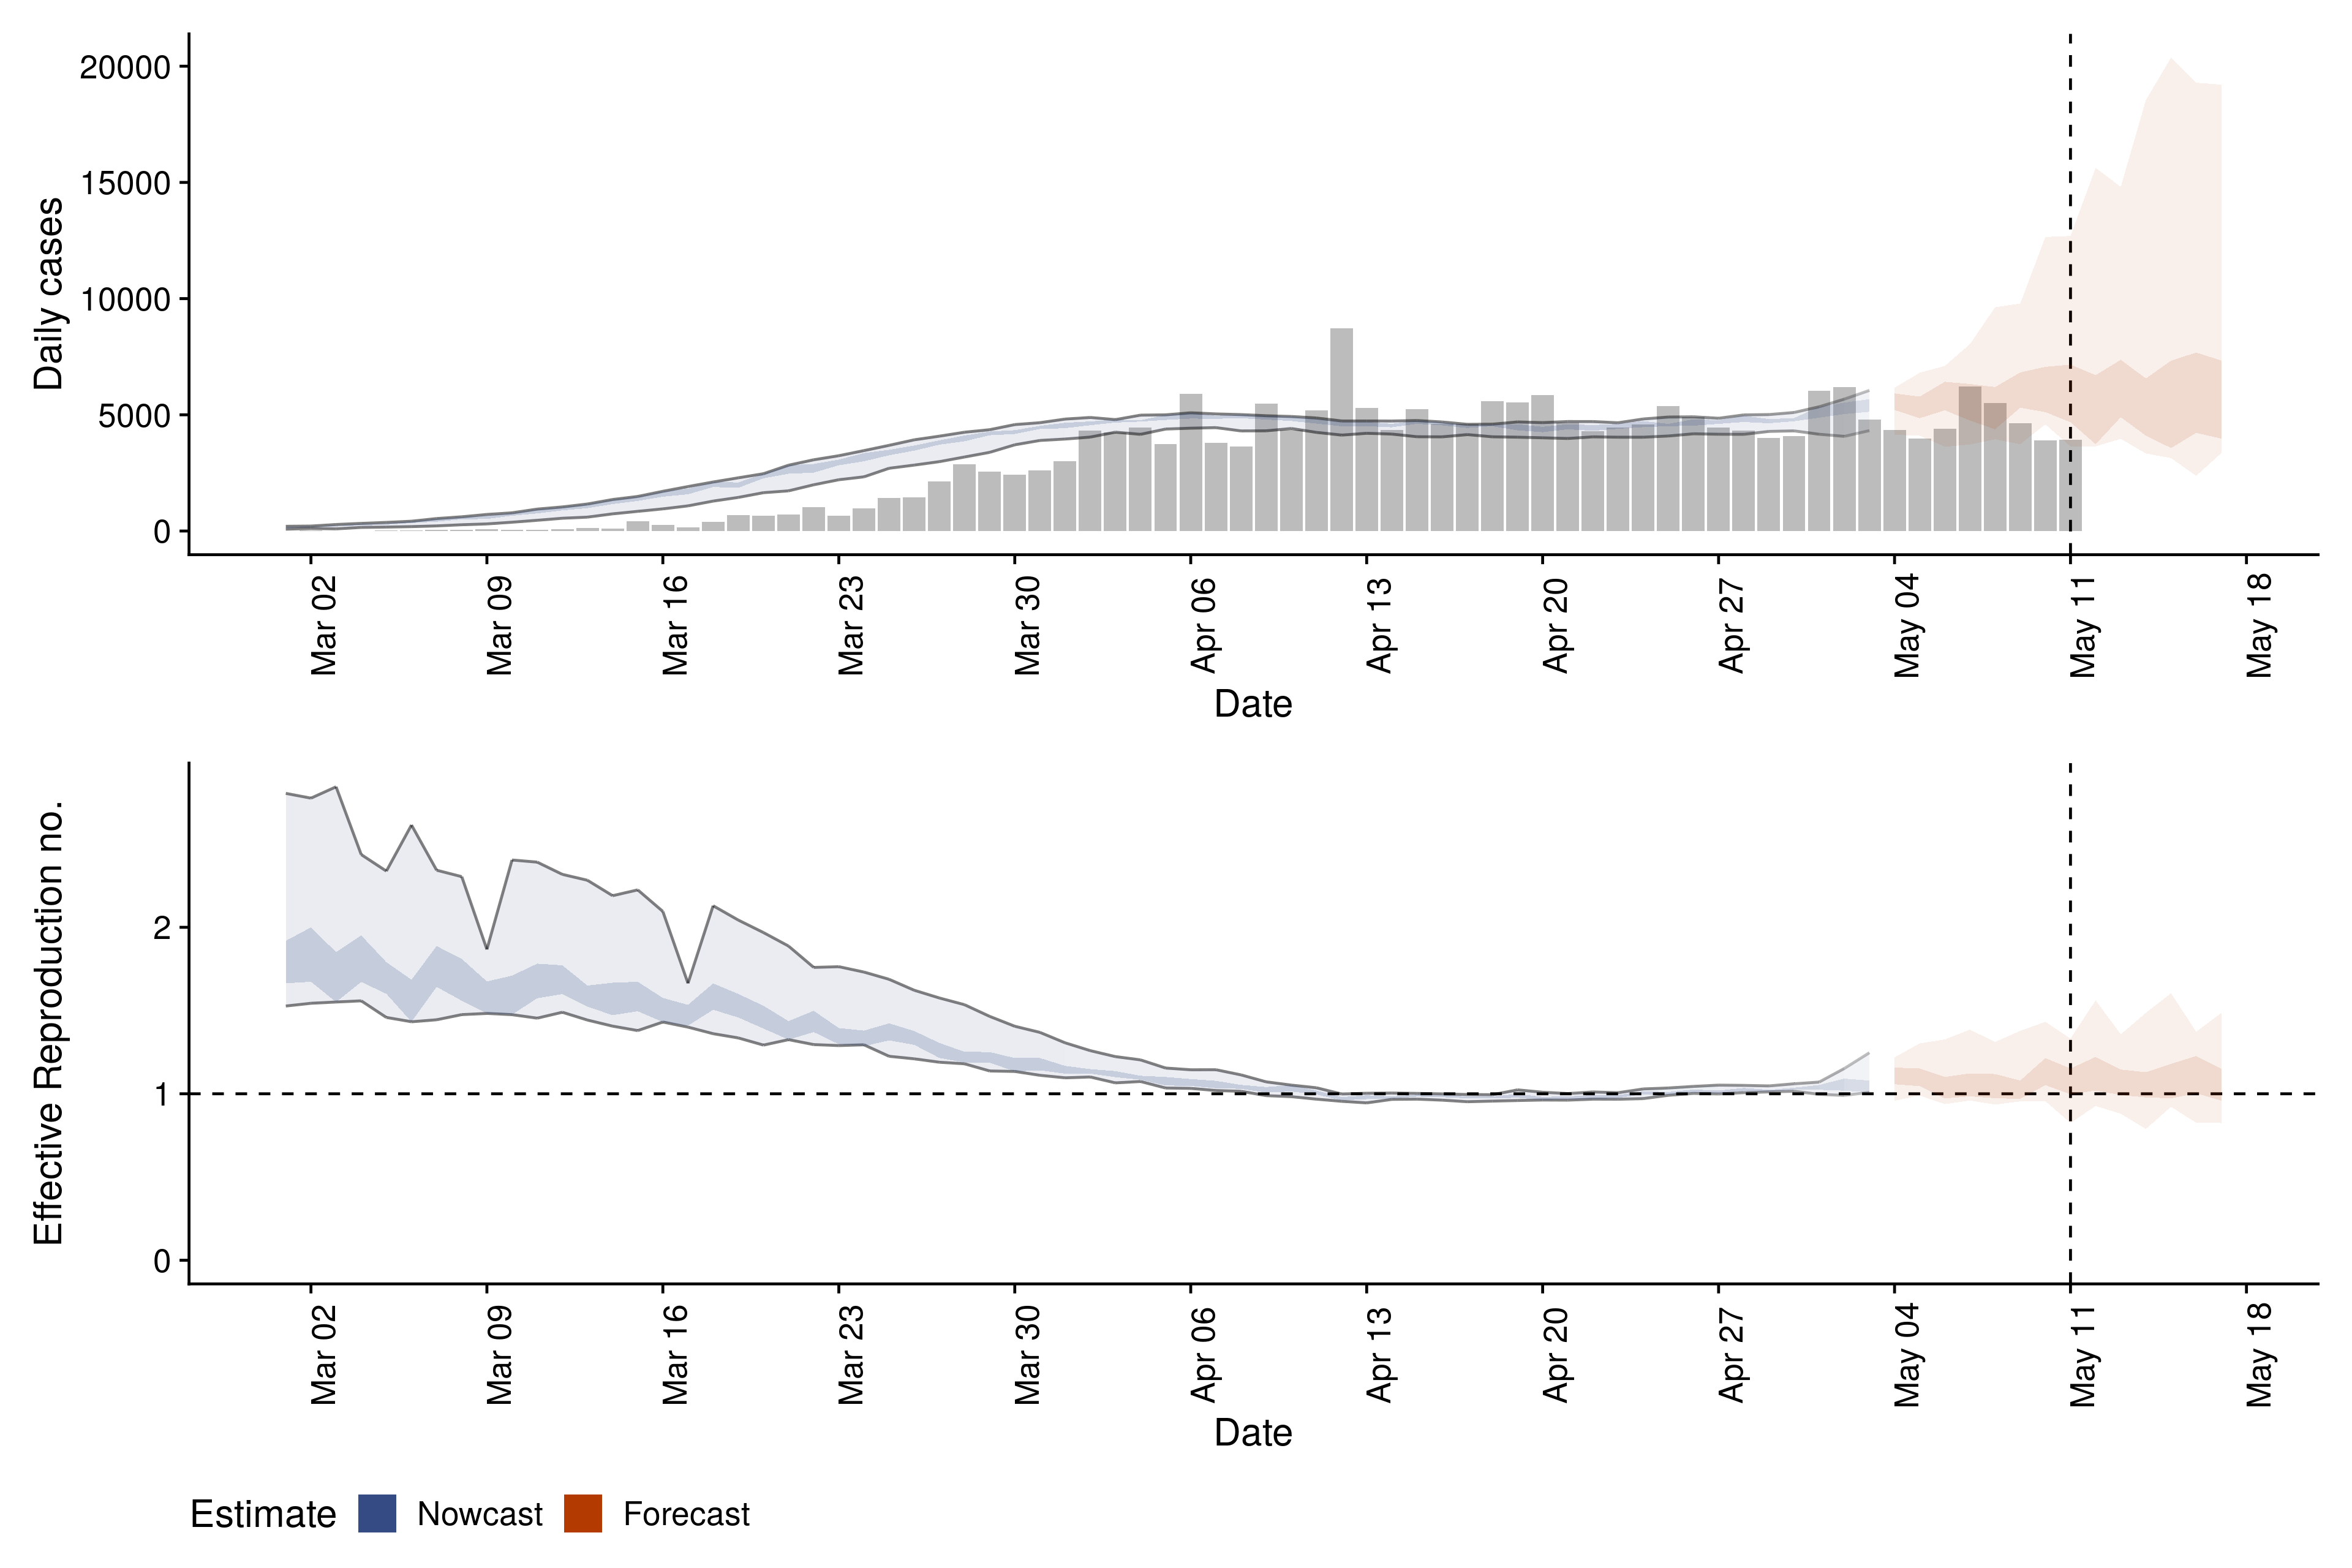 Daily cases
20000
15000
10000
5000
0
Mar 02
Mar 09
Mar 16
Mar 23
Mar 30
Apr 06
Apr 13
Apr 20
Apr 27
May 04
May 11
May 18
Date
Effective Reproduction no.
2
1
0
Mar 02
Mar 09
Mar 16
Mar 23
Mar 30
Apr 06
Apr 13
Apr 20
Apr 27
May 04
May 11
May 18
Date
Estimate Nowcast Forecast